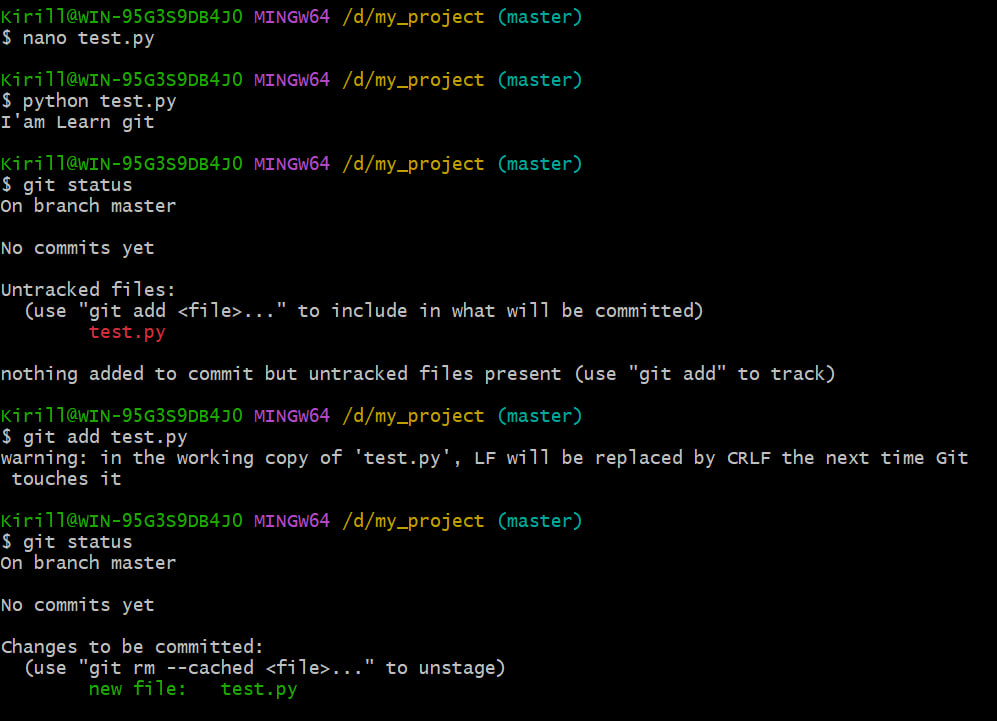 Kirill@WIN-95G3S9DB4J0 MINGW64 /d/my_project (master)
$ nano test.py
Kirill@WIN-95G3S9DB4J0 MINGW64 /d/my_project (master)
$ python test.py
I'am Learn git
Kirill@WIN-95G3S9DB4J0 MINGW64 /d/my_project (master)
$ git status
On branch master
No commits yet
Untracked files:
  (use "git add <file>..." to include in what will be committed)
        test.py
nothing added to commit but untracked files present (use "git add" to track)
Kirill@WIN-95G3S9DB4J0 MINGW64 /d/my_project (master)
$ git add test.py
warning: in the working copy of 'test.py', LF will be replaced by CRLF the next time Git
 touches it
Kirill@WIN-95G3S9DB4J0 MINGW64 /d/my_project (master)
$ git status
On branch master
No commits yet
Changes to be committed:
  (use "git rm --cached <file>..." to unstage)
        new file:   test.py